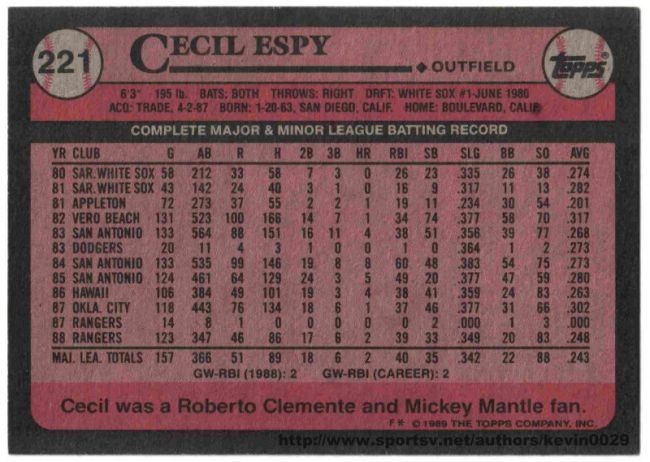 221
CECIL ESPY
◆ OUTFIELD
TOPPS
6'3" 195 lb. BATS: BOTH THROWS: RIGHT DRFT: WHITE SOX #1-JUNE 1980
ACQ: TRADE, 4-2-87 BORN: 1-20-63, SAN DIEGO, CALIF. HOME: BOULEVARD, CALIF.
COMPLETE MAJOR & MINOR LEAGUE BATTING RECORD
YR CLUB G AB R H 2B 3B HR RBI SB SLG BB SO AVG
80 SAR. WHITE SOX 58 212 33 58 7 3 0 26 23 .335 26 38 .274
81 SAR. WHITE SOX 43 142 24 40 3 1 0 16 9 .317 11 13 .282
81 APPLETON 72 273 37 55 2 2 1 19 11 .234 30 54 .201
82 VERO BEACH 131 523 100 166 14 7 1 34 74 .377 58 70 .317
83 SAN ANTONIO 133 564 88 151 16 11 4 38 51 .356 39 77 .268
83 DODGERS 20 11 4 3 1 0 0 1 0 .364 1 2 .273
84 SAN ANTONIO 133 535 99 146 19 8 8 60 48 .383 54 75 .273
85 SAN ANTONIO 124 461 64 129 24 3 5 49 20 .377 47 59 .280
86 HAWAII 106 384 49 101 19 3 4 38 41 .359 24 83 .263
87 OKLA. CITY 118 443 76 134 18 6 1 37 46 .377 31 66 .302
87 RANGERS 14 8 1 0 0 0 0 0 2 .000 1 3 .000
88 RANGERS 123 347 46 86 17 6 2 39 33 .349 20 83 .248
MAJ. LEA. TOTALS 157 366 51 89 18 6 2 40 35 .342 22 88 .243
GW-RBI (1988): 2 GW-RBI (CAREER): 2
Cecil was a Roberto Clemente and Mickey Mantle fan.
F* © 1989 THE TOPPS COMPANY, INC.
http://www.sportsv.net/authors/kevin0029